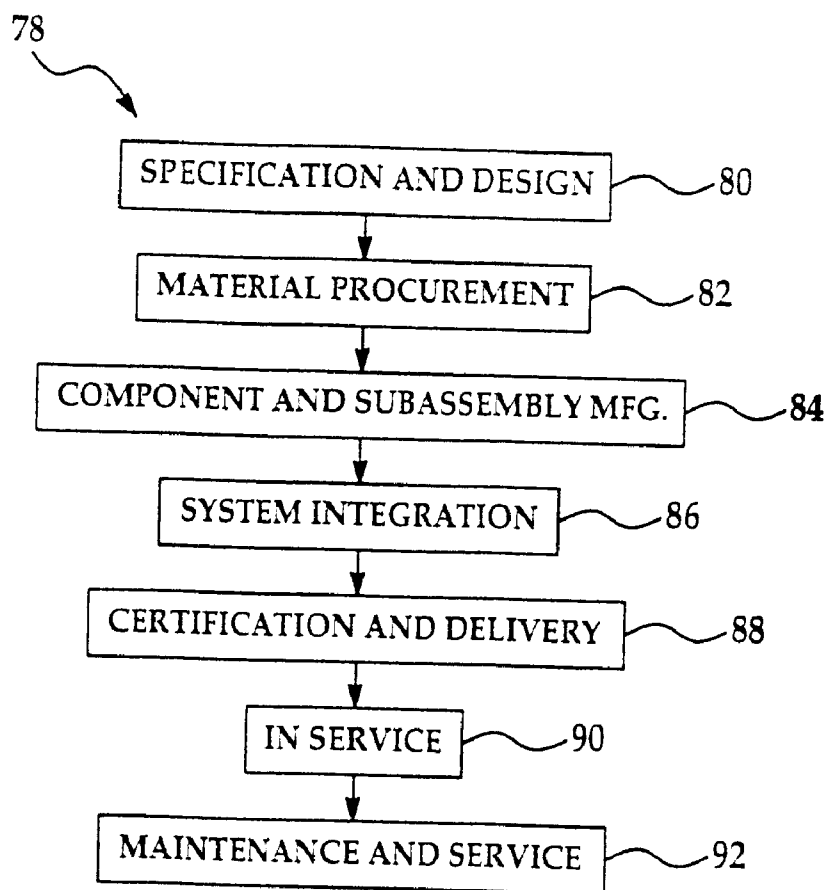 78
SPECIFICATION AND DESIGN 80
MATERIAL PROCUREMENT 82
COMPONENT AND SUBASSEMBLY MFG. 84
SYSTEM INTEGRATION 86
CERTIFICATION AND DELIVERY 88
IN SERVICE 90
MAINTENANCE AND SERVICE 92